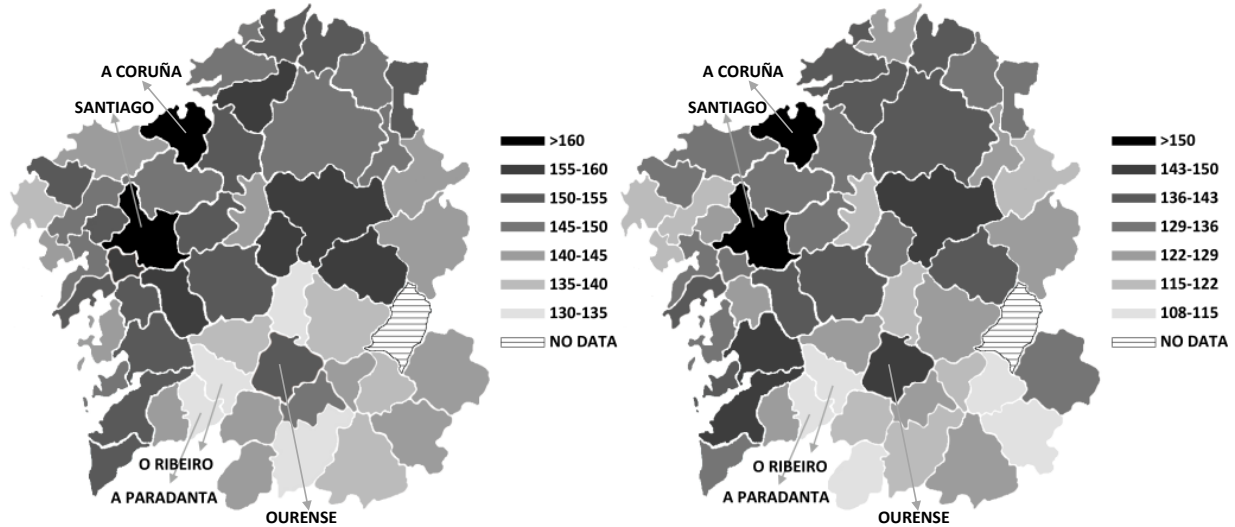 A CORUÑA
SANTIAGO
>160
155-160
150-155
145-150
140-145
135-140
130-135
NO DATA
O RIBEIRO
A PARADANTA
OURENSE
A CORUÑA
SANTIAGO
>150
143-150
136-143
129-136
122-129
115-122
108-115
NO DATA
O RIBEIRO
A PARADANTA
OURENSE